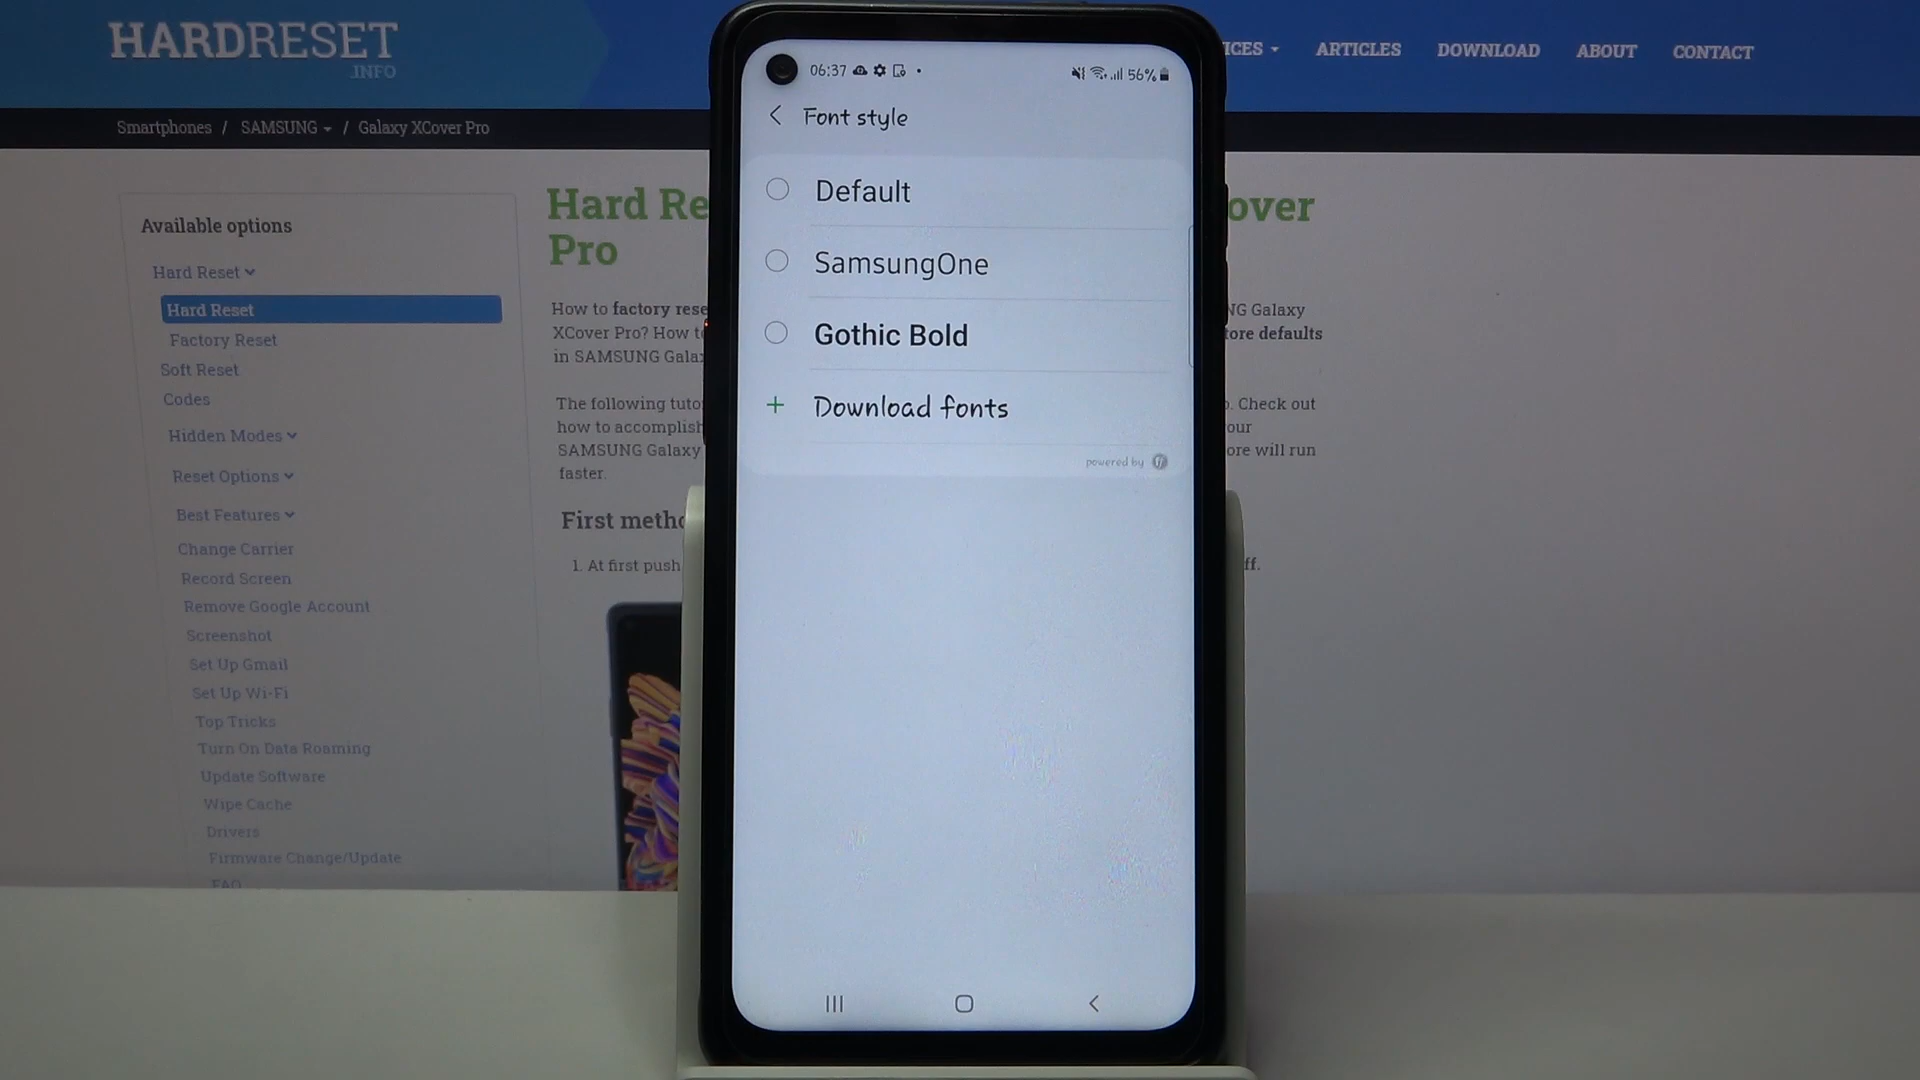 HARDRESET
.INFO
ICES
ARTICLES
DOWNLOAD
ABOUT
CONTACT
Smartphones / SAMSUNG / Galaxy XCover Pro
Available options
Hard Reset
Hard Reset
Factory Reset
Soft Reset
Codes
Hidden Modes
Reset Options
Best Features
Change Carrier
Record Screen
Remove Google Account
Screenshot
Set Up Gmail
Set Up Wi-Fi
Top Tricks
Turn On Data Roaming
Update Software
Wipe Cache
Drivers
Firmware Change/Update
FAQ
Hard Re
over
Pro
How to factory rese
NG Galaxy
XCover Pro? How to
tore defaults
in SAMSUNG Gala
The following tuto
. Check out
how to accomplish
our
SAMSUNG Galaxy
ore will run
faster.
First metho
1. At first push
ff.
06:37
56%
Font style
Default
SamsungOne
Gothic Bold
+ Download fonts
powered by